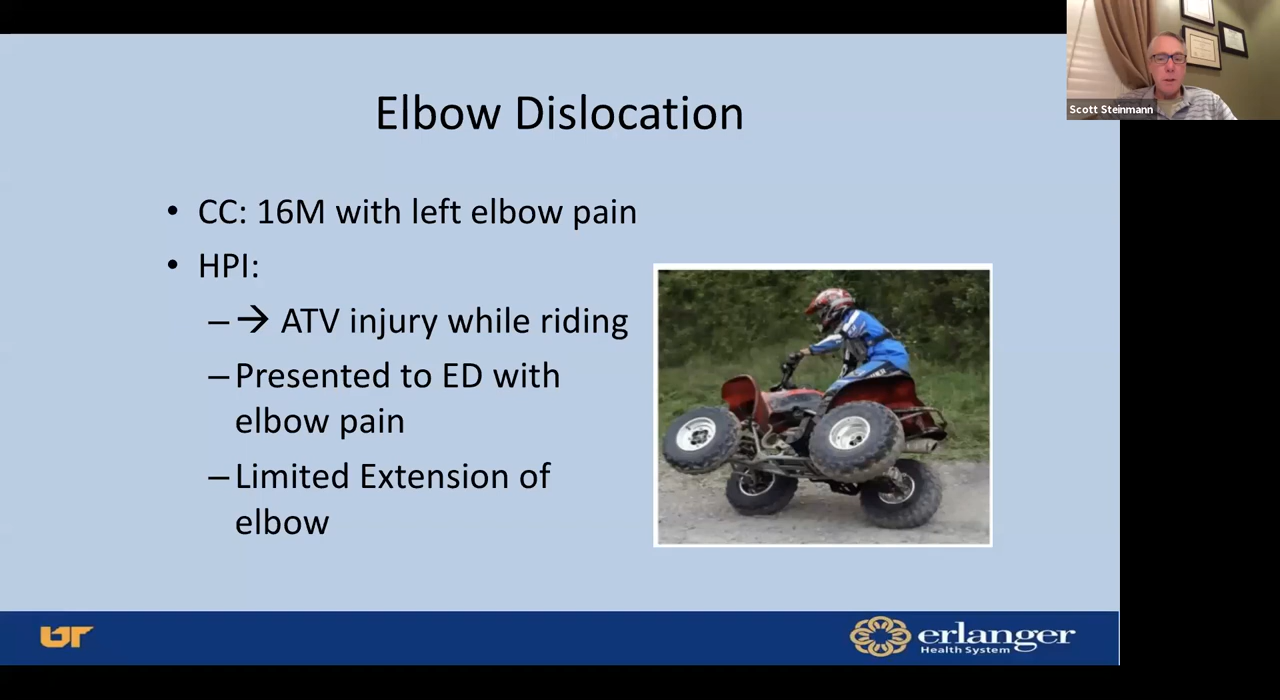 Scott Steinmann
Elbow Dislocation
• CC: 16M with left elbow pain
• HPI:
–→ ATV injury while riding
–Presented to ED with
elbow pain
–Limited Extension of
elbow
UT
erlanger
Health System